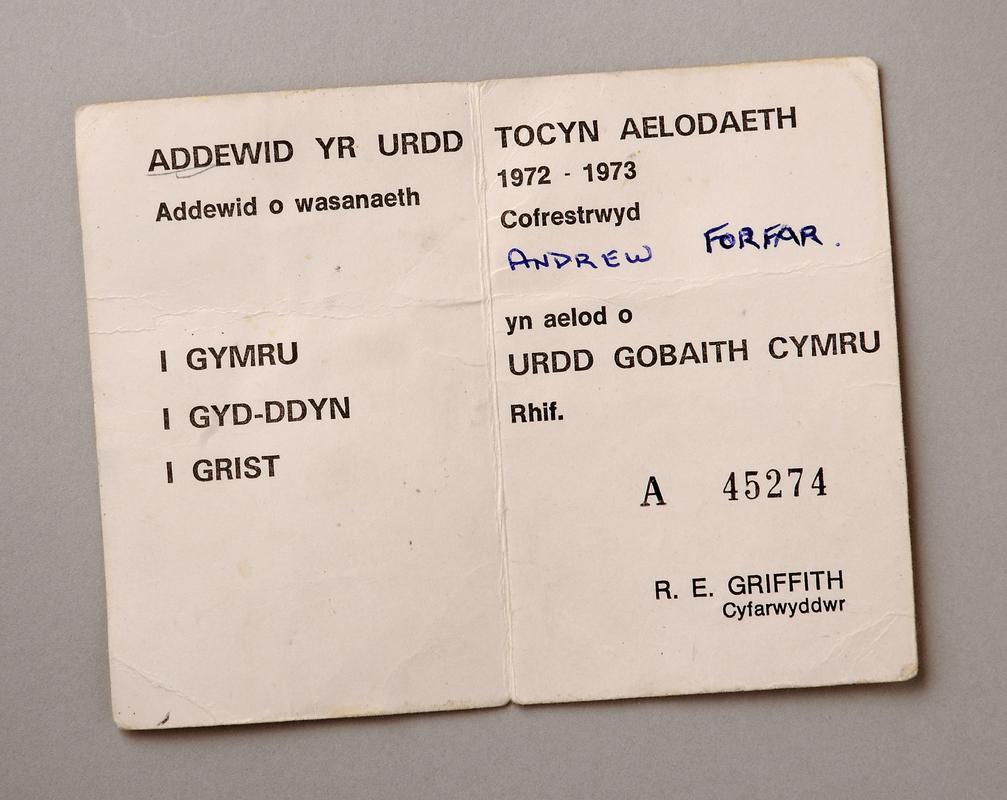 ADDEWID YR URDD
Addewid o wasanaeth
I GYMRU
I GYD-DDYN
I GRIST
TOCYN AELODAETH
1972 - 1973
Cofrestrwyd
ANDREW FORFAR.
yn aelod o
URDD GOBAITH CYMRU
Rhif.
A 45274
R. E. GRIFFITH
Cyfarwyddwr